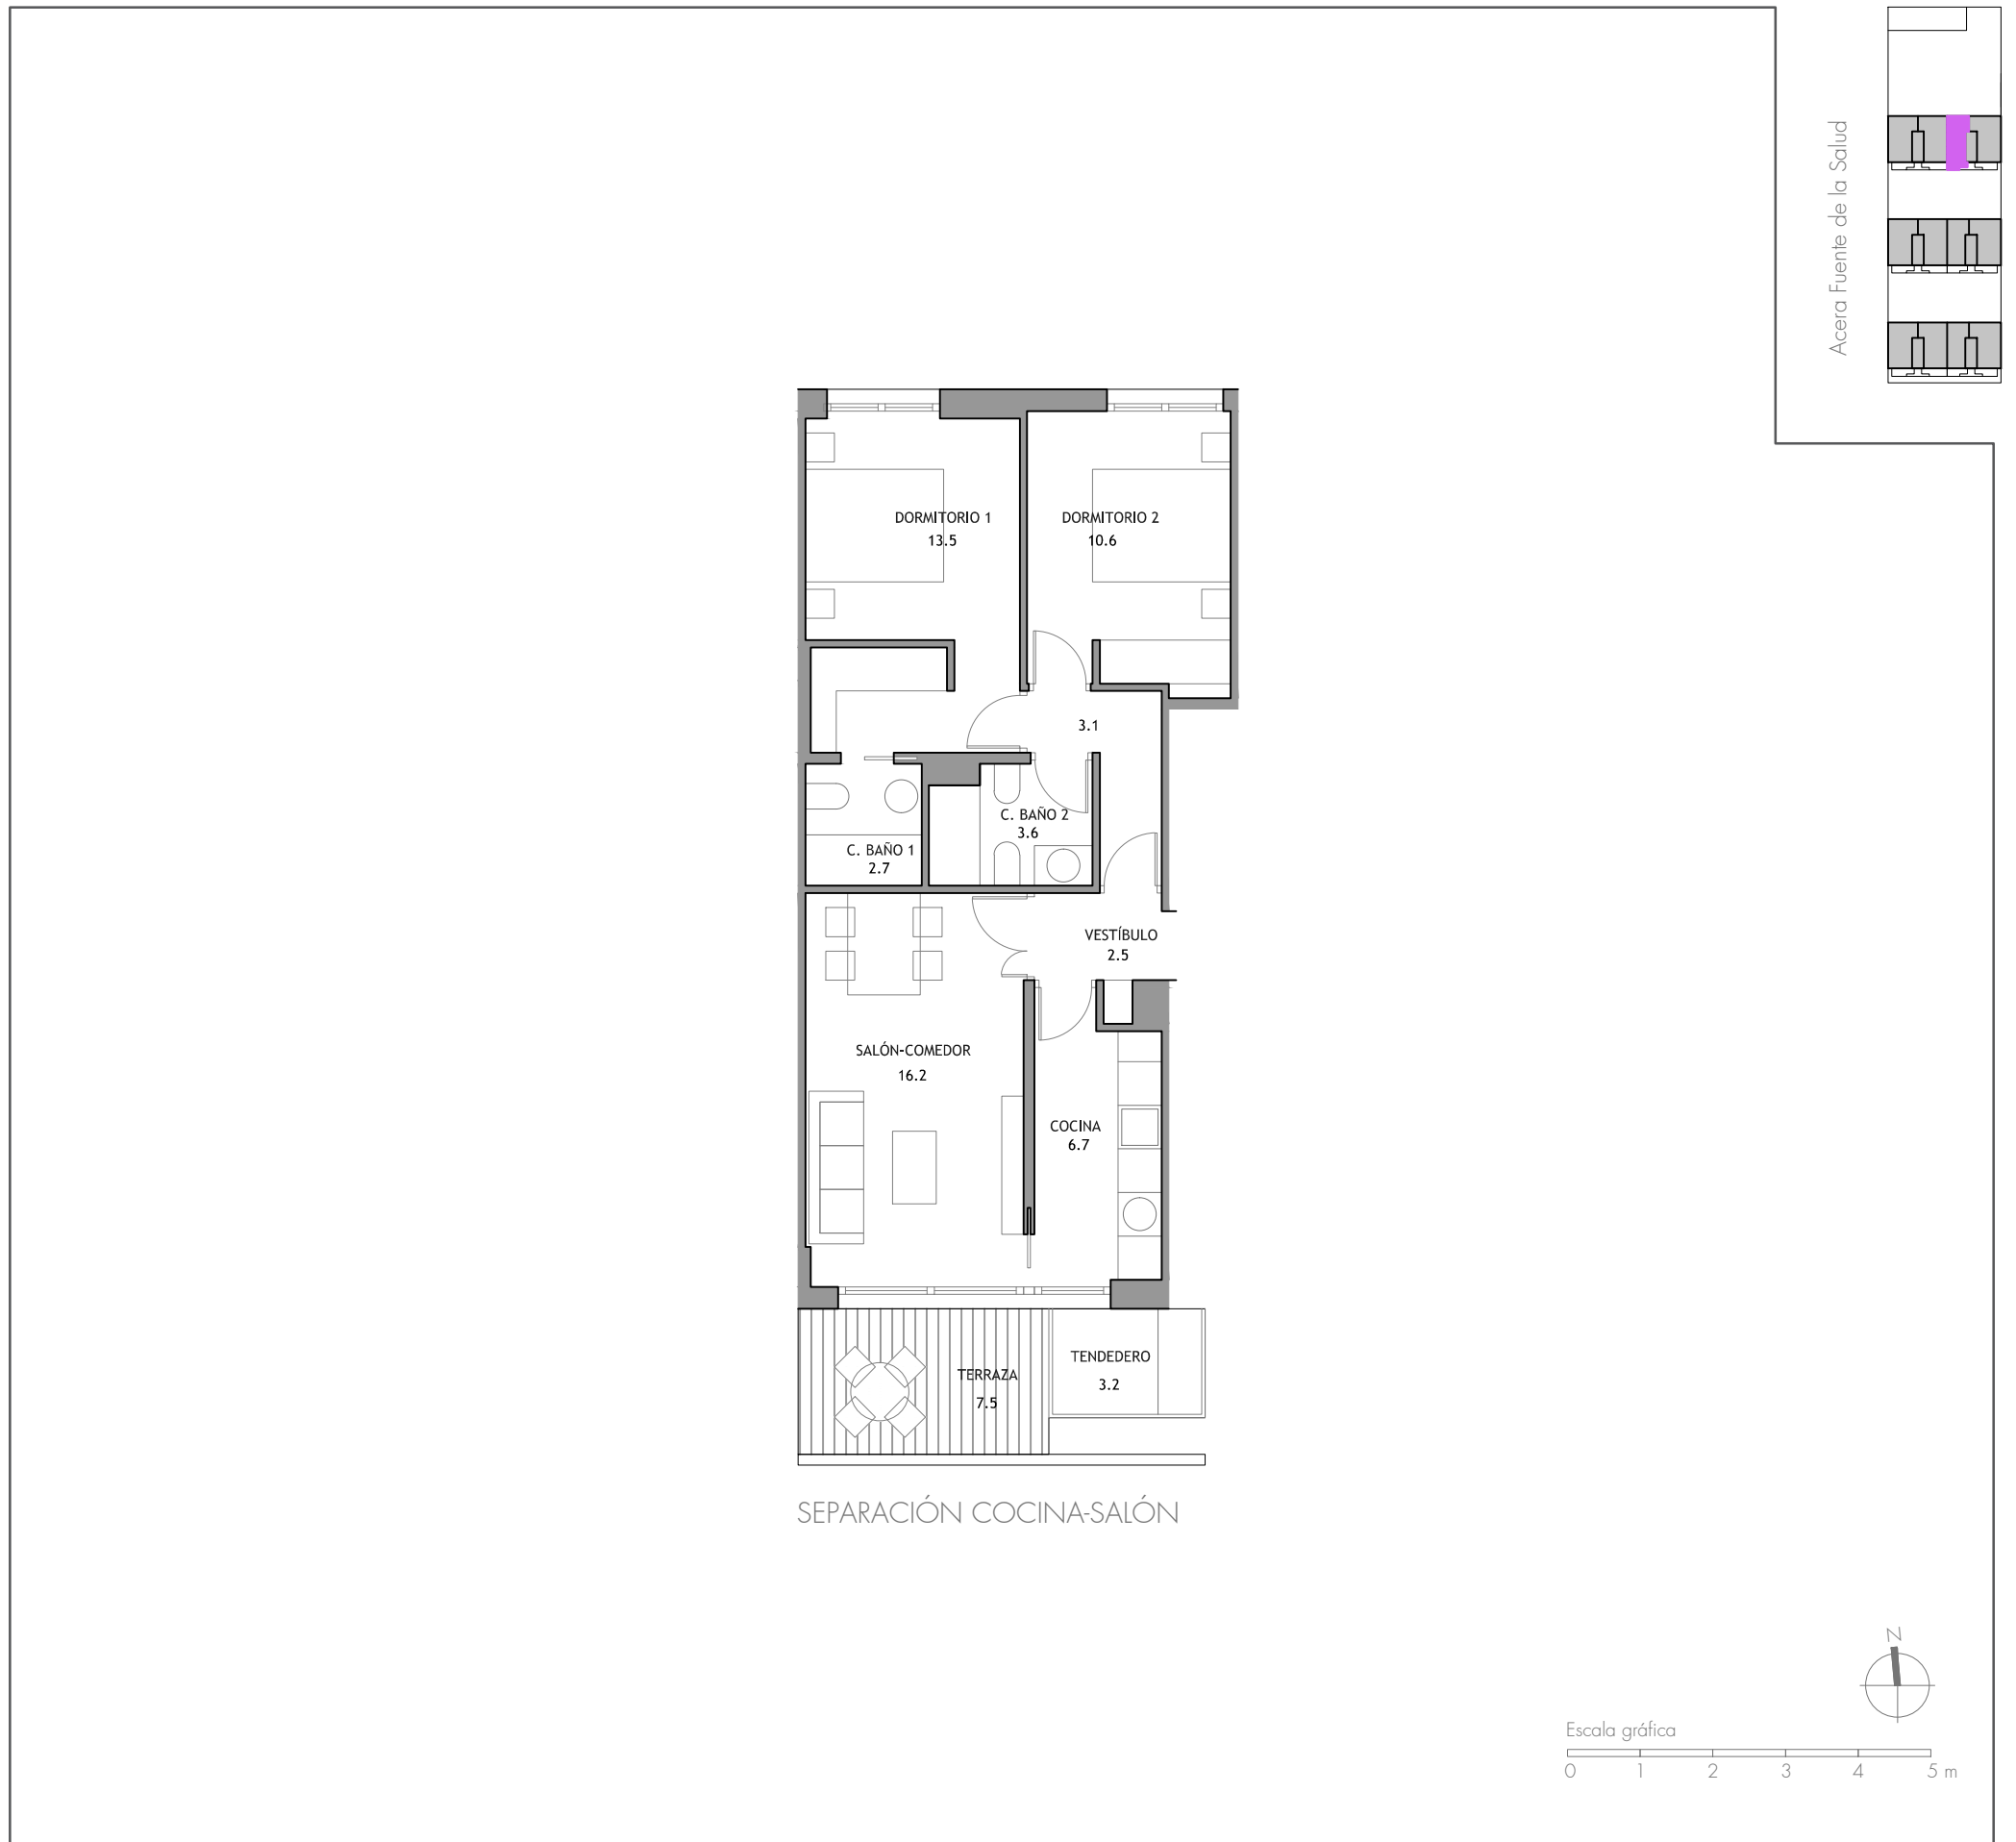 Acera Fuente de la Salud
DORMITORIO 1
13.5
DORMITORIO 2
10.6
3.1
C. BAÑO 2
3.6
C. BAÑO 1
2.7
VESTÍBULO
2.5
SALÓN-COMEDOR
16.2
COCINA
6.7
TENDEDERO
3.2
TERRAZA
7.5
SEPARACIÓN COCINA-SALÓN
N
Escala gráfica
0 1 2 3 4 5 m